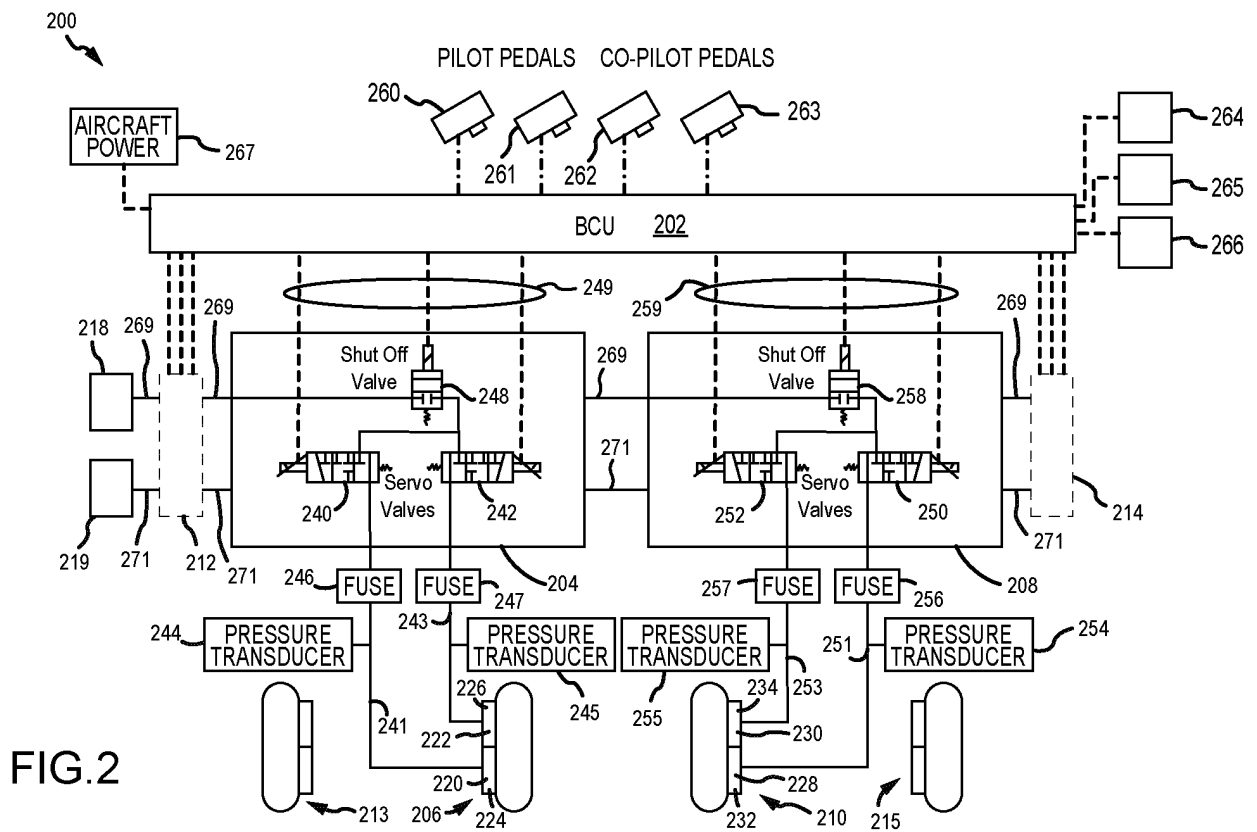 200
PILOT PEDALS CO-PILOT PEDALS
260
263
264
AIRCRAFT
POWER
267
261
262
265
BCU 202
266
249
259
218
269
269
Shut Off
Valve
248
269
Shut Off
Valve
258
269
271
240
Servo
Valves
242
252
Servo
Valves
250
214
219
271
212
271
204
271
208
246
FUSE
FUSE
247
257
FUSE
FUSE
256
243
244
PRESSURE
TRANSDUCER
PRESSURE
TRANSDUCER
PRESSURE
TRANSDUCER
251
PRESSURE
TRANSDUCER
254
253
241
226
245
255
234
222
230
FIG.2
220
228
213
206
224
232
210
215